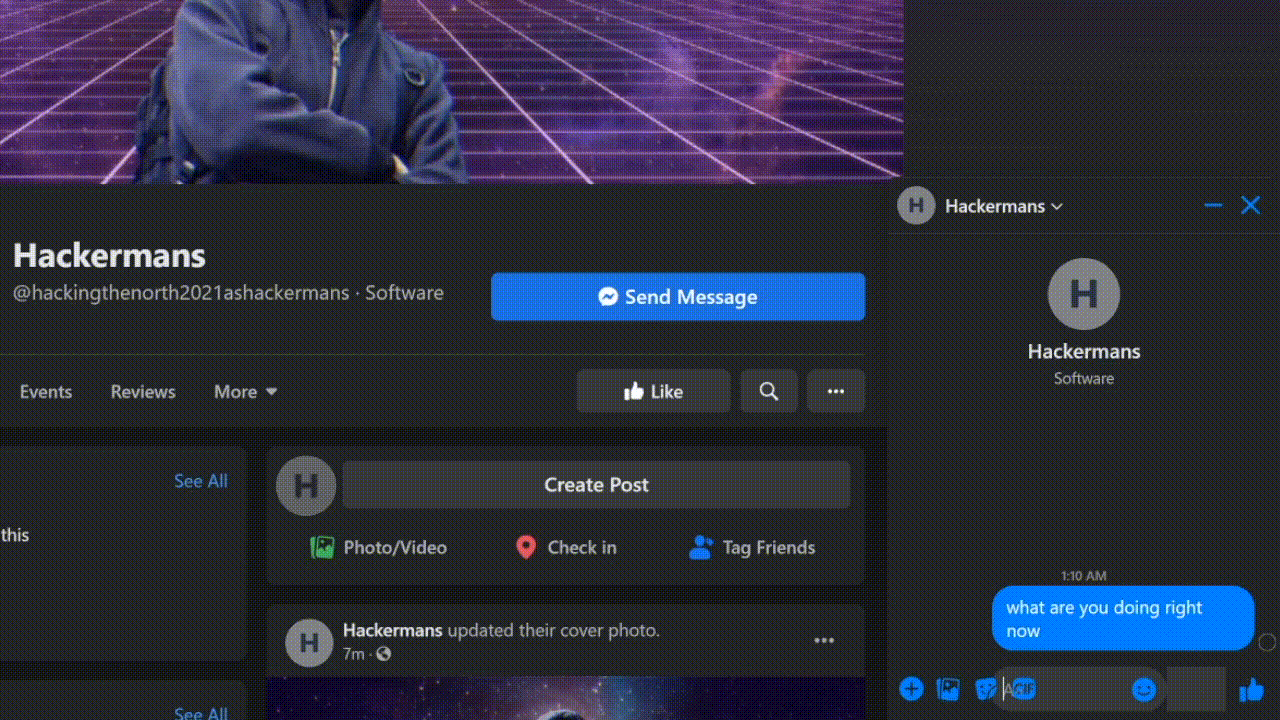 Hackermans
@hackingthenorth2021ashackermans · Software
Send Message
Events Reviews More
Like
See All
this
H
Create Post
Photo/Video Check in Tag Friends
H
Hackermans updated their cover photo.
7m ·
See All
H
Hackermans
H
Hackermans
Software
1:10 AM
what are you doing right
now
GIF